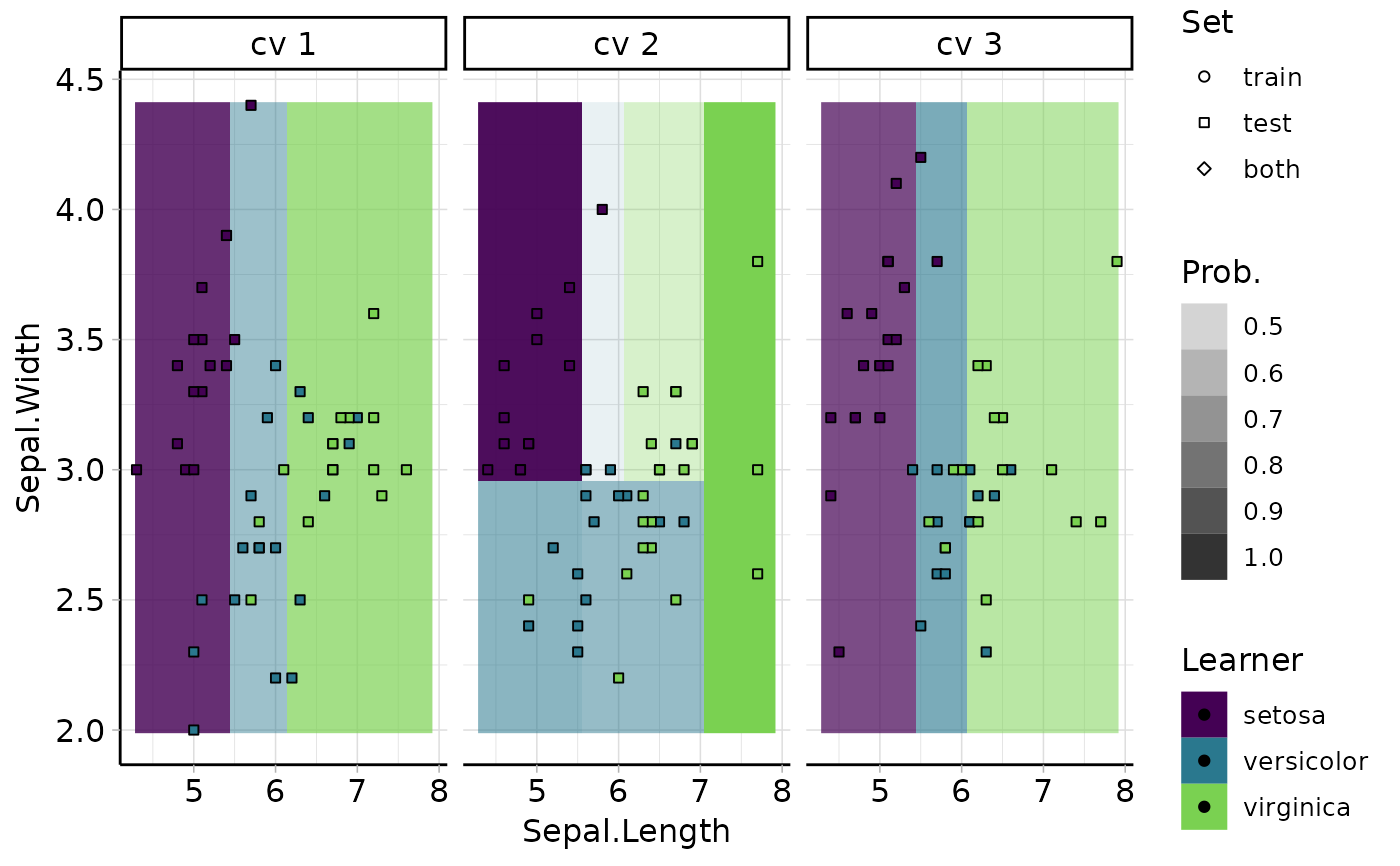 cv 1
cv 2
cv 3
4.5
4.0
3.5
3.0
2.5
2.0
Sepal.Width
5 6 7 8
5 6 7 8
5 6 7 8
Sepal.Length
Set
train
test
both
Prob.
0.5
0.6
0.7
0.8
0.9
1.0
Learner
setosa
versicolor
virginica